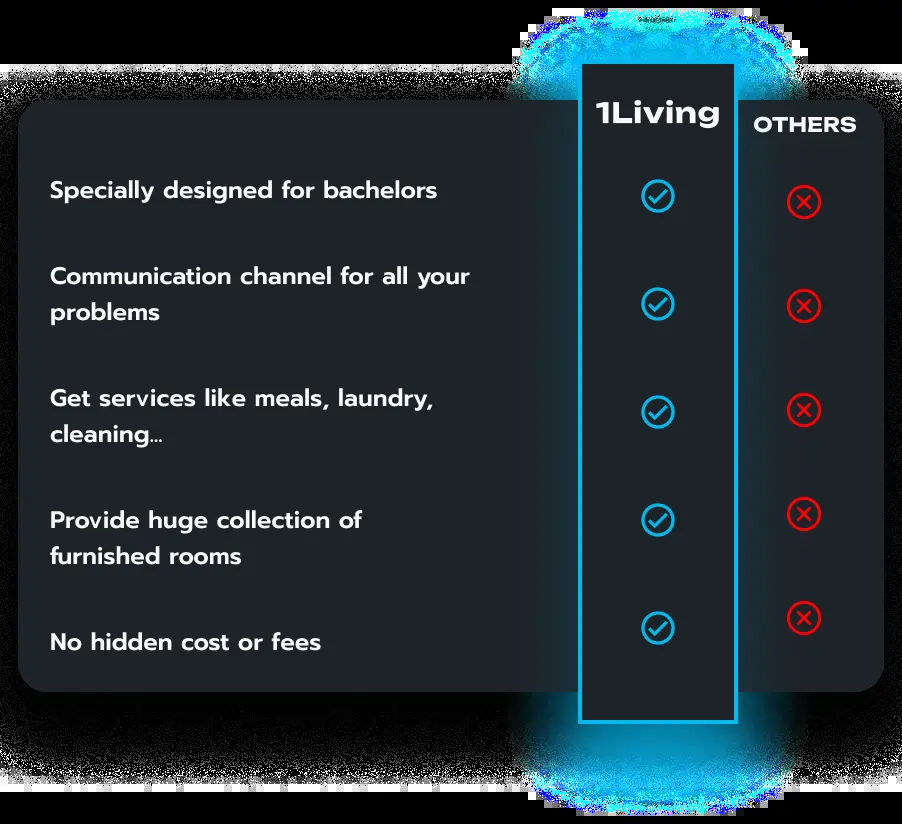 1Living
OTHERS
Specially designed for bachelors
Communication channel for all your
problems
Get services like meals, laundry,
cleaning...
Provide huge collection of
furnished rooms
No hidden cost or fees